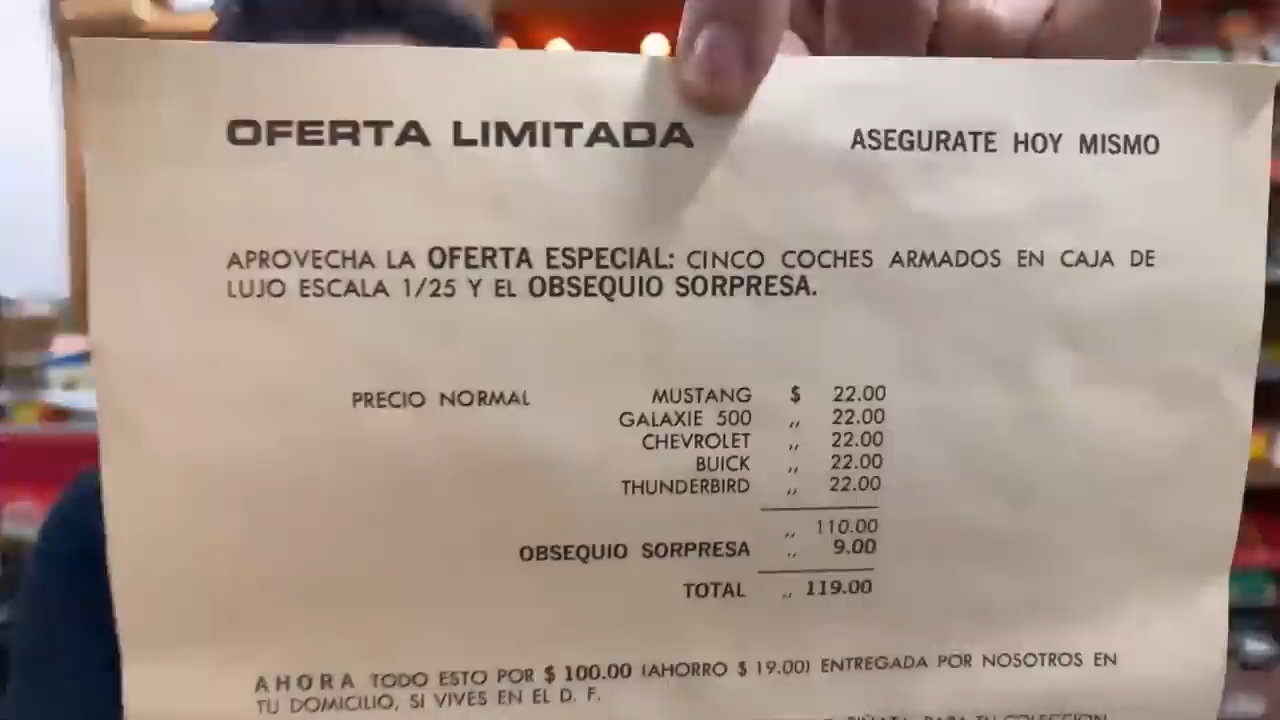 OFERTA LIMITADA ASEGURATE HOY MISMO
APROVECHA LA OFERTA ESPECIAL: CINCO COCHES ARMADOS EN CAJA DE
LUJO ESCALA 1/25 Y EL OBSEQUIO SORPRESA.
PRECIO NORMAL MUSTANG $ 22.00
GALAXIE 500 ,, 22.00
CHEVROLET ,, 22.00
BUICK ,, 22.00
THUNDERBIRD ,, 22.00
,, 110.00
OBSEQUIO SORPRESA ,, 9.00
TOTAL ,, 119.00
AHORA TODO ESTO POR $ 100.00 (AHORRO $ 19.00) ENTREGADA POR NOSOTROS EN
TU DOMICILIO, SI VIVES EN EL D. F.
PARA TU COLECCION